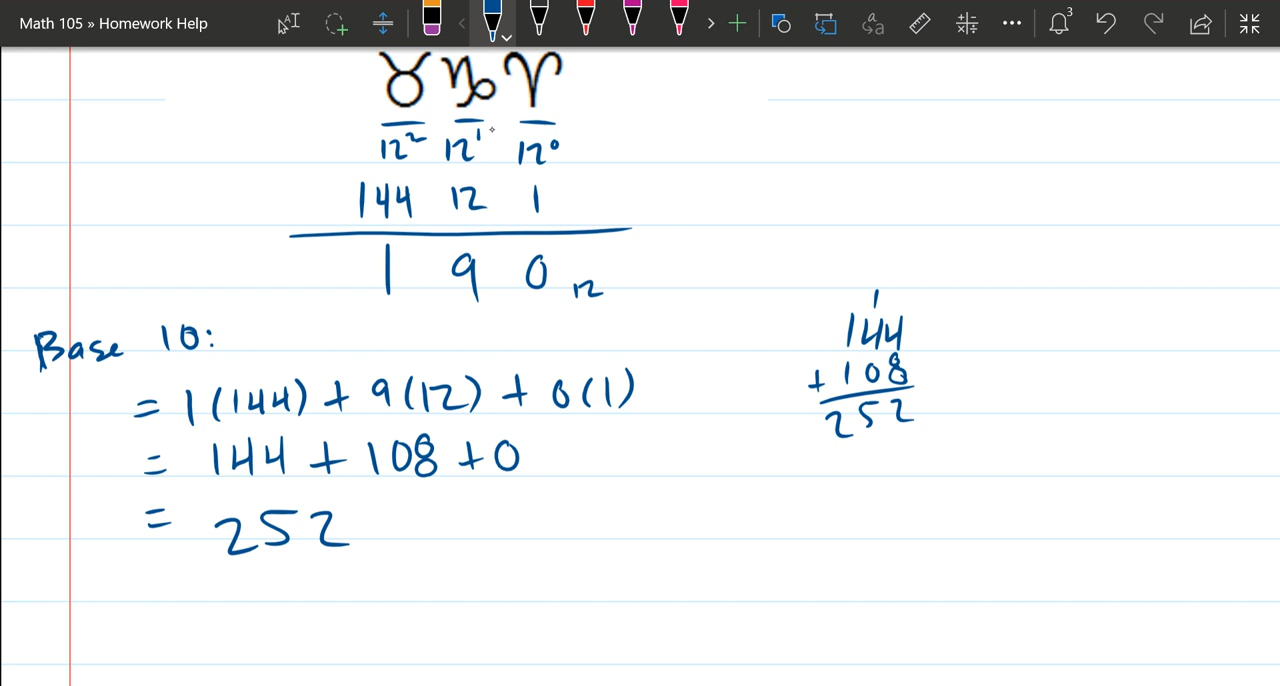 Math 105 » Homework Help
3
♉ ♑ ♈
12² 12¹ 12⁰
144 12 1
1 9 0 ₁₂
Base 10:
= 1(144) + 9(12) + 0(1)
= 144 + 108 + 0
= 252
1
144
+ 108
252